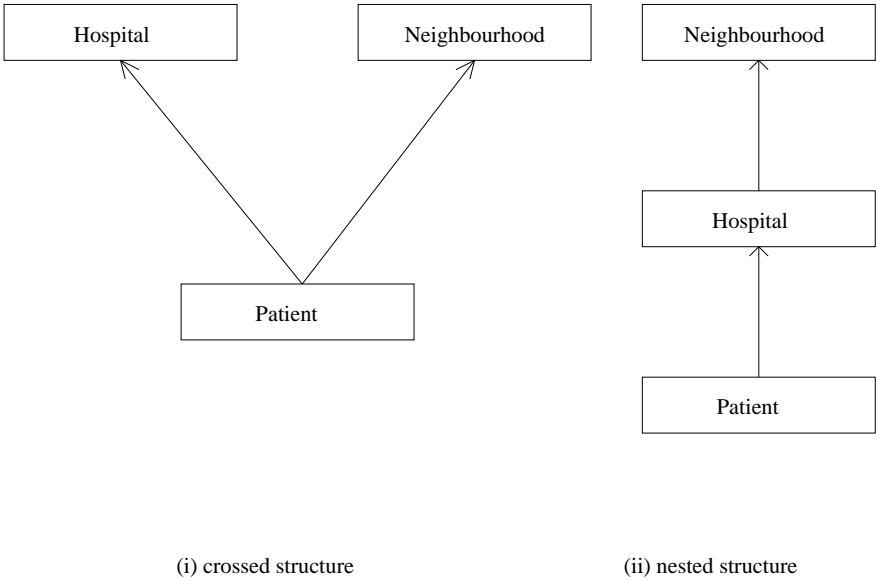 Hospital
Neighbourhood
Patient
(i) crossed structure
Neighbourhood
Hospital
Patient
(ii) nested structure